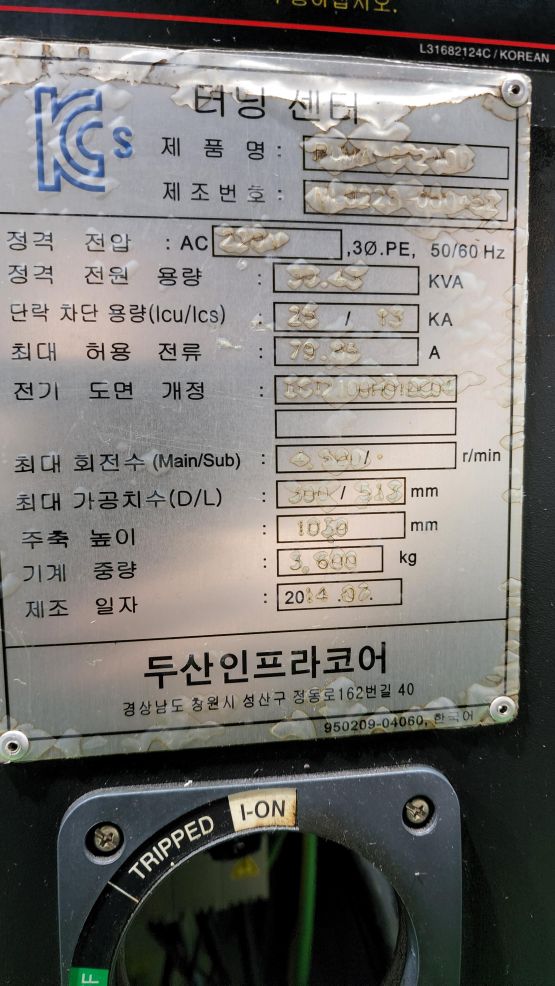 L31682124C / KOREAN
KCs 터닝 센터
제 품 명 :
제조번호 :
정격 전압 : AC ,3Ø.PE, 50/60 Hz
정격 전원 용량 : KVA
단락 차단 용량(Icu/Ics) : 25 / 13 KA
최대 허용 전류 : A
전기 도면 개정 :
최대 회전수 (Main/Sub) : / r/min
최대 가공치수(D/L) : 300 / 513 mm
주축 높이 : mm
기계 중량 : 3,600 kg
제조 일자 : 2014.
두산인프라코어
경상남도 창원시 성산구 정동로162번길 40
950209-04060, 한국어
TRIPPED I-ON
F